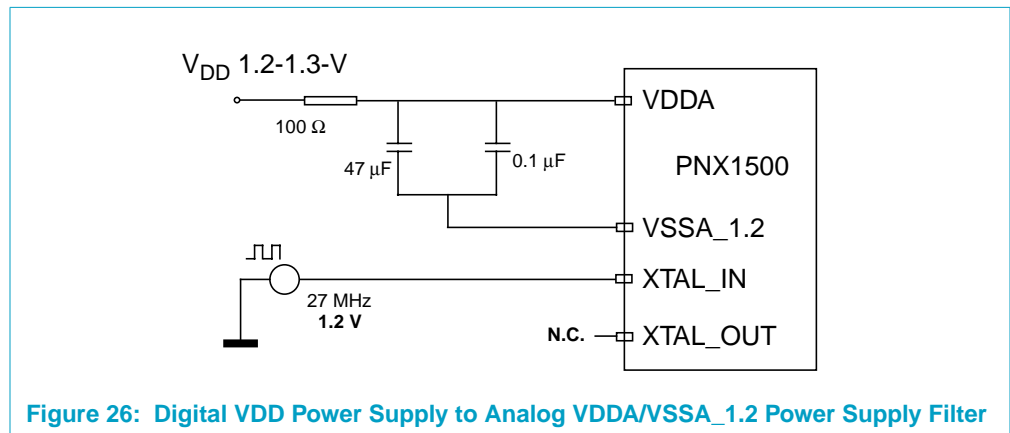 VDD 1.2-1.3-V
100 Ω
47 μF
0.1 μF
VDDA
PNX1500
VSSA_1.2
XTAL_IN
27 MHz
1.2 V
N.C.
XTAL_OUT
Figure 26: Digital VDD Power Supply to Analog VDDA/VSSA_1.2 Power Supply Filter